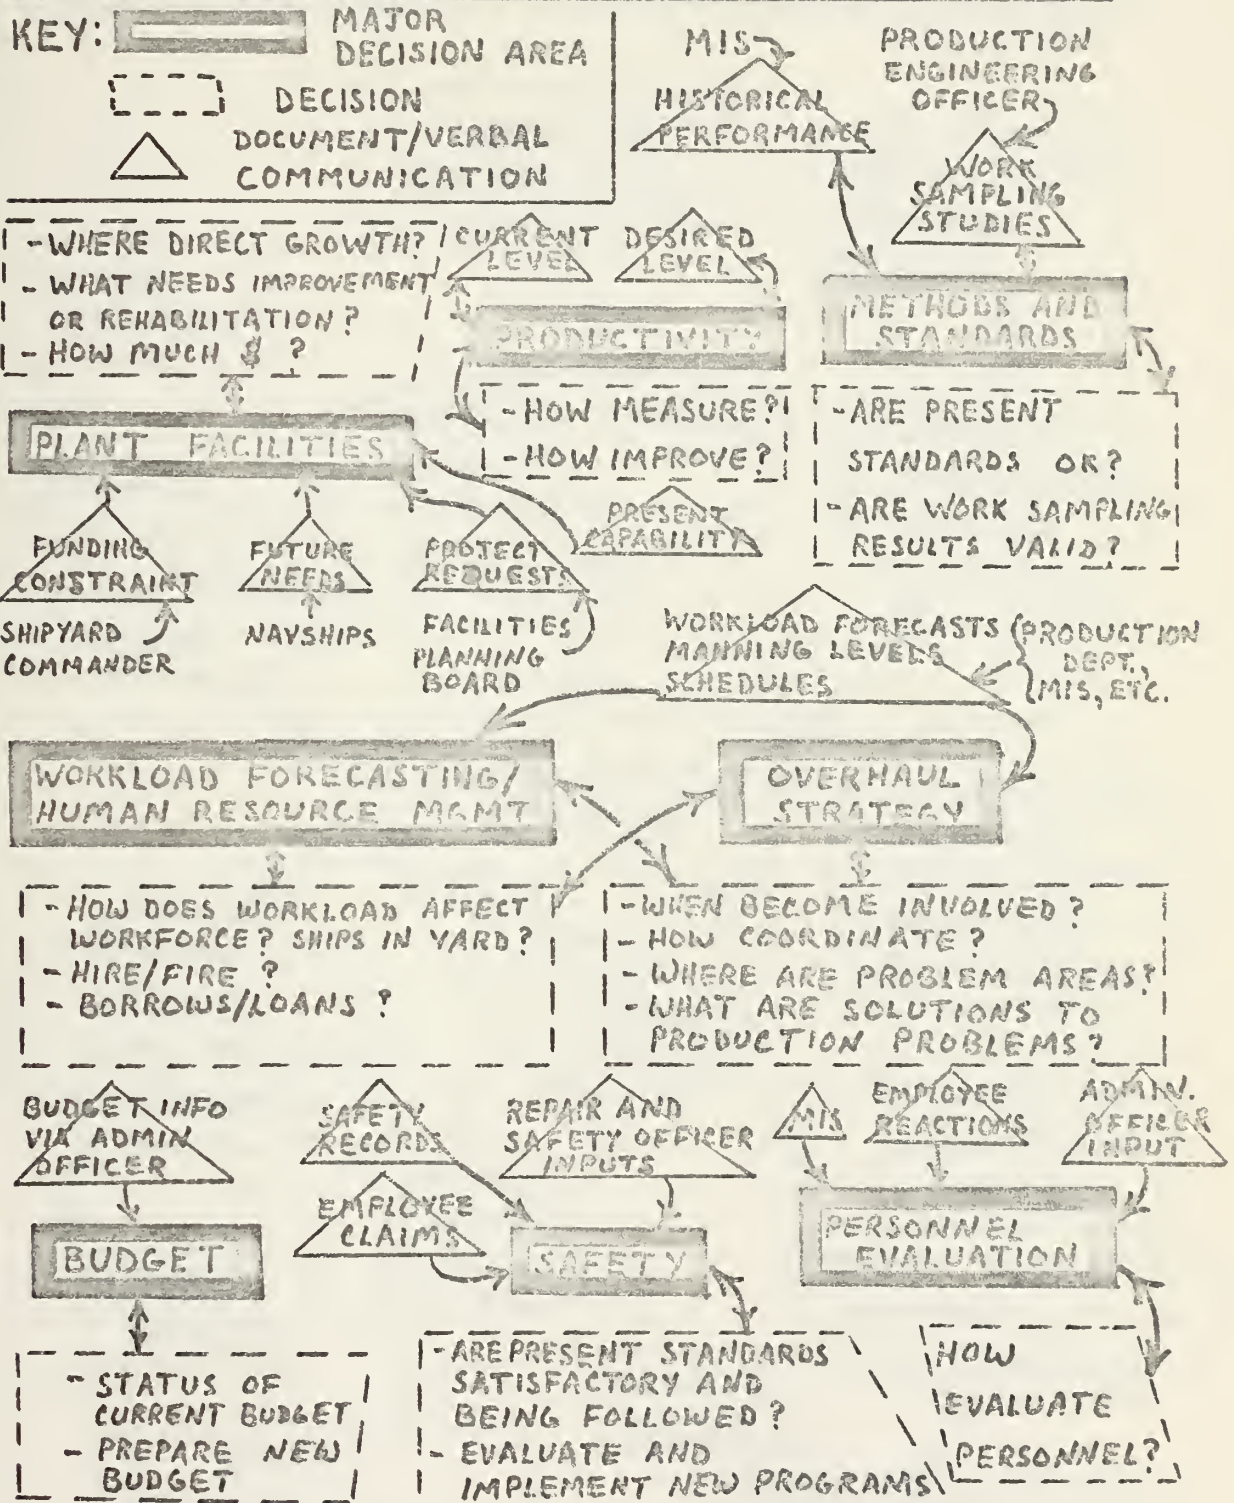 KEY:
MAJOR
DECISION AREA
DECISION
DOCUMENT/VERBAL
COMMUNICATION
MIS
HISTORICAL
PERFORMANCE
PRODUCTION
ENGINEERING
OFFICER
WORK
SAMPLING
STUDIES
- WHERE DIRECT GROWTH?
- WHAT NEEDS IMPROVEMENT
OR REHABILITATION?
- HOW MUCH $ ?
CURRENT
LEVEL
DESIRED
LEVEL
PRODUCTIVITY
METHODS AND
STANDARDS
PLANT FACILITIES
- HOW MEASURE?
- HOW IMPROVE?
- ARE PRESENT
STANDARDS OK?
- ARE WORK SAMPLING
RESULTS VALID?
FUNDING
CONSTRAINT
FUTURE
NEEDS
PROJECT
REQUESTS
PRESENT
CAPABILITY
SHIPYARD
COMMANDER
NAVSHIPS
FACILITIES
PLANNING
BOARD
WORKLOAD FORECASTS
MANNING LEVELS
SCHEDULES
{PRODUCTION
DEPT.,
MIS, ETC.
WORKLOAD FORECASTING/
HUMAN RESOURCE MGMT
OVERHAUL
STRATEGY
- HOW DOES WORKLOAD AFFECT
WORKFORCE? SHIPS IN YARD?
- HIRE/FIRE ?
- BORROWS/LOANS ?
- WHEN BECOME INVOLVED?
- HOW COORDINATE?
- WHERE ARE PROBLEM AREAS?
- WHAT ARE SOLUTIONS TO
PRODUCTION PROBLEMS?
BUDGET INFO
VIA ADMIN
OFFICER
SAFETY
RECORDS
EMPLOYEE
CLAIMS
REPAIR AND
SAFETY OFFICER
INPUTS
MIS
EMPLOYEE
REACTIONS
ADMIN.
OFFICER
INPUT
BUDGET
SAFETY
PERSONNEL
EVALUATION
- STATUS OF
CURRENT BUDGET
- PREPARE NEW
BUDGET
- ARE PRESENT STANDARDS
SATISFACTORY AND
BEING FOLLOWED?
- EVALUATE AND
IMPLEMENT NEW PROGRAMS
HOW
EVALUATE
PERSONNEL?